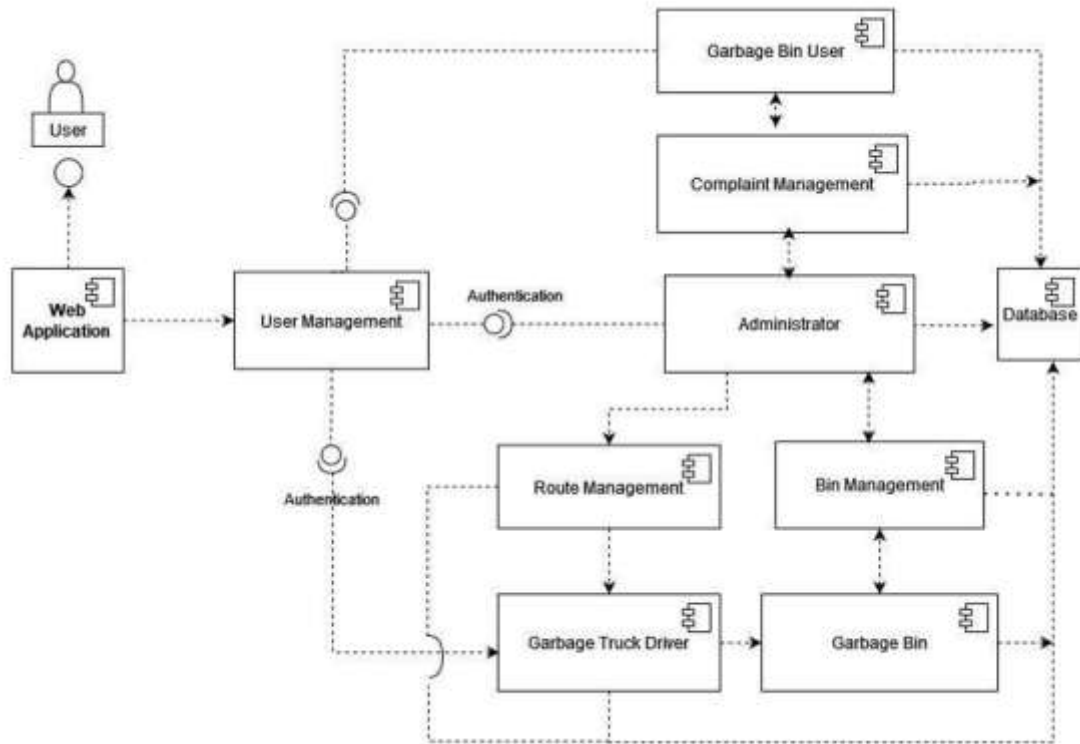 Garbage Bin User
User
Complaint Management
Web
Application
User Management
Authentication
Administrator
Database
Authentication
Route Management
Bin Management
Garbage Truck Driver
Garbage Bin